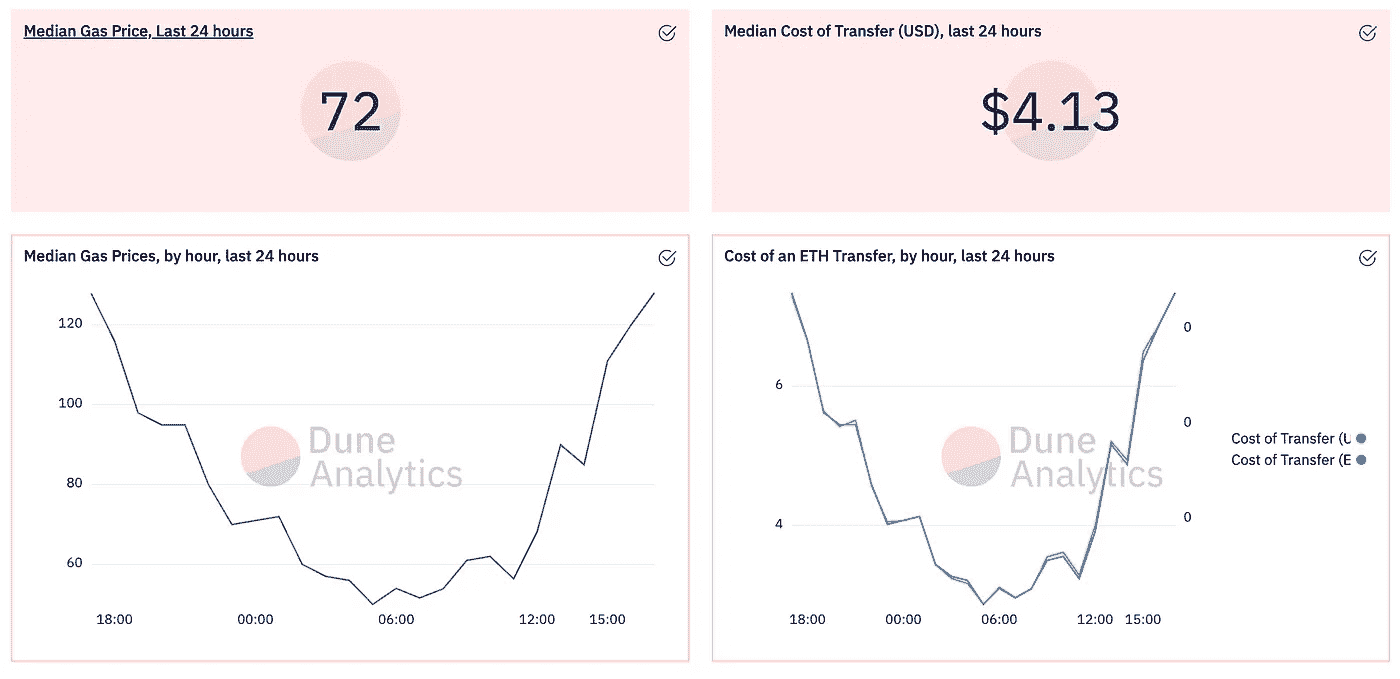 Median Gas Price, Last 24 hours
72
Median Cost of Transfer (USD), last 24 hours
$4.13
Median Gas Prices, by hour, last 24 hours
120
100
80
60
18:00 00:00 06:00 12:00 15:00
Dune
Analytics
Cost of an ETH Transfer, by hour, last 24 hours
6
4
0
0
0
18:00 00:00 06:00 12:00 15:00
Dune
Analytics
Cost of Transfer (U
Cost of Transfer (E